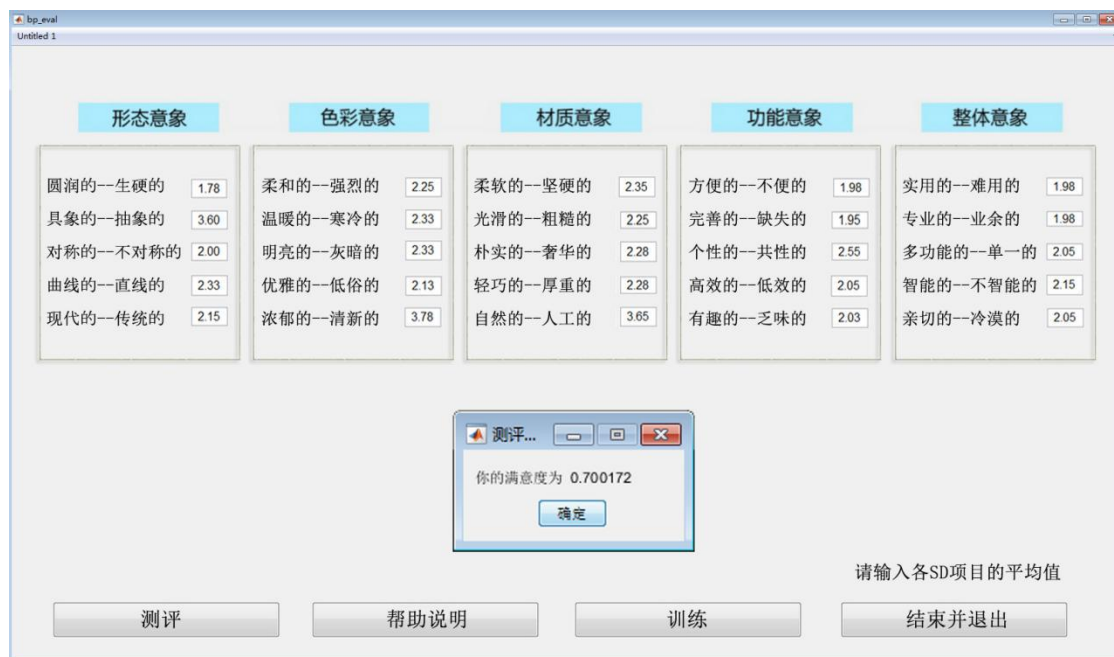 bp_eval
Untitled 1
形态意象 色彩意象 材质意象 功能意象 整体意象
圆润的--生硬的 1.78 柔和的--强烈的 2.25 柔软的--坚硬的 2.35 方便的--不便的 1.98 实用的--难用的 1.98
具象的--抽象的 3.60 温暖的--寒冷的 2.33 光滑的--粗糙的 2.25 完善的--缺失的 1.95 专业的--业余的 1.98
对称的--不对称的 2.00 明亮的--灰暗的 2.33 朴实的--奢华的 2.28 个性的--共性的 2.55 多功能的--单一的 2.05
曲线的--直线的 2.33 优雅的--低俗的 2.13 轻巧的--厚重的 2.28 高效的--低效的 2.05 智能的--不智能的 2.15
现代的--传统的 2.15 浓郁的--清新的 3.78 自然的--人工的 3.65 有趣的--乏味的 2.03 亲切的--冷漠的 2.05
测评...
你的满意度为 0.700172
确定
请输入各SD项目的平均值
测评 帮助说明 训练 结束并退出